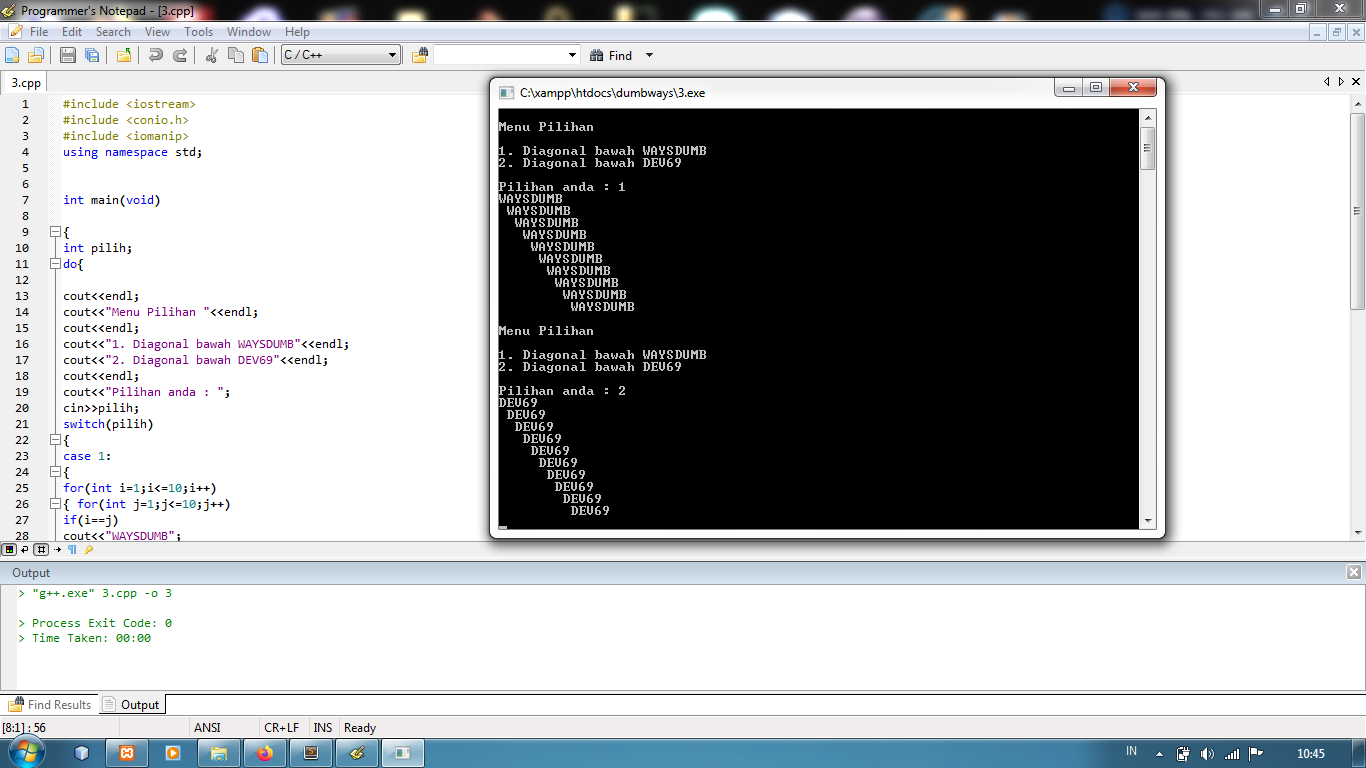 Programmer's Notepad - [3.cpp]
File Edit Search View Tools Window Help
C / C++ Find
3.cpp
1 #include <iostream>
2 #include <conio.h>
3 #include <iomanip>
4 using namespace std;
5
6
7 int main(void)
8
9 {
10 int pilih;
11 do{
12
13 cout<<endl;
14 cout<<"Menu Pilihan "<<endl;
15 cout<<endl;
16 cout<<"1. Diagonal bawah WAYSDUMB"<<endl;
17 cout<<"2. Diagonal bawah DEV69"<<endl;
18 cout<<endl;
19 cout<<"Pilihan anda : ";
20 cin>>pilih;
21 switch(pilih)
22 {
23 case 1:
24 {
25 for(int i=1;i<=10;i++)
26 { for(int j=1;j<=10;j++)
27 if(i==j)
28 cout<<"WAYSDUMB";
C:\xampp\htdocs\dumbways\3.exe
Menu Pilihan
1. Diagonal bawah WAYSDUMB
2. Diagonal bawah DEV69
Pilihan anda : 1
WAYSDUMB
WAYSDUMB
WAYSDUMB
WAYSDUMB
WAYSDUMB
WAYSDUMB
WAYSDUMB
WAYSDUMB
WAYSDUMB
WAYSDUMB
Menu Pilihan
1. Diagonal bawah WAYSDUMB
2. Diagonal bawah DEV69
Pilihan anda : 2
DEV69
DEV69
DEV69
DEV69
DEV69
DEV69
DEV69
DEV69
DEV69
DEV69
Output
> "g++.exe" 3.cpp -o 3
> Process Exit Code: 0
> Time Taken: 00:00
Find Results Output
[8:1] : 56 ANSI CR+LF INS Ready
IN 10:45